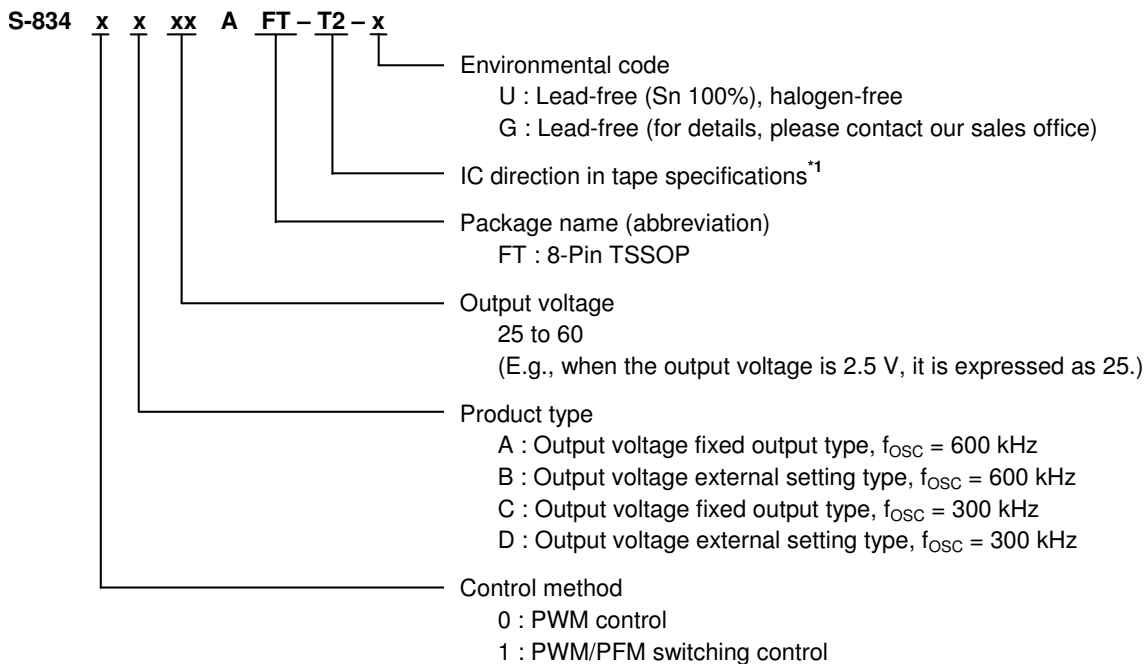 S-834 x x xx A FT – T2 – x
Environmental code
U : Lead-free (Sn 100%), halogen-free
G : Lead-free (for details, please contact our sales office)
IC direction in tape specifications*1
Package name (abbreviation)
FT : 8-Pin TSSOP
Output voltage
25 to 60
(E.g., when the output voltage is 2.5 V, it is expressed as 25.)
Product type
A : Output voltage fixed output type, fOSC = 600 kHz
B : Output voltage external setting type, fOSC = 600 kHz
C : Output voltage fixed output type, fOSC = 300 kHz
D : Output voltage external setting type, fOSC = 300 kHz
Control method
0 : PWM control
1 : PWM/PFM switching control